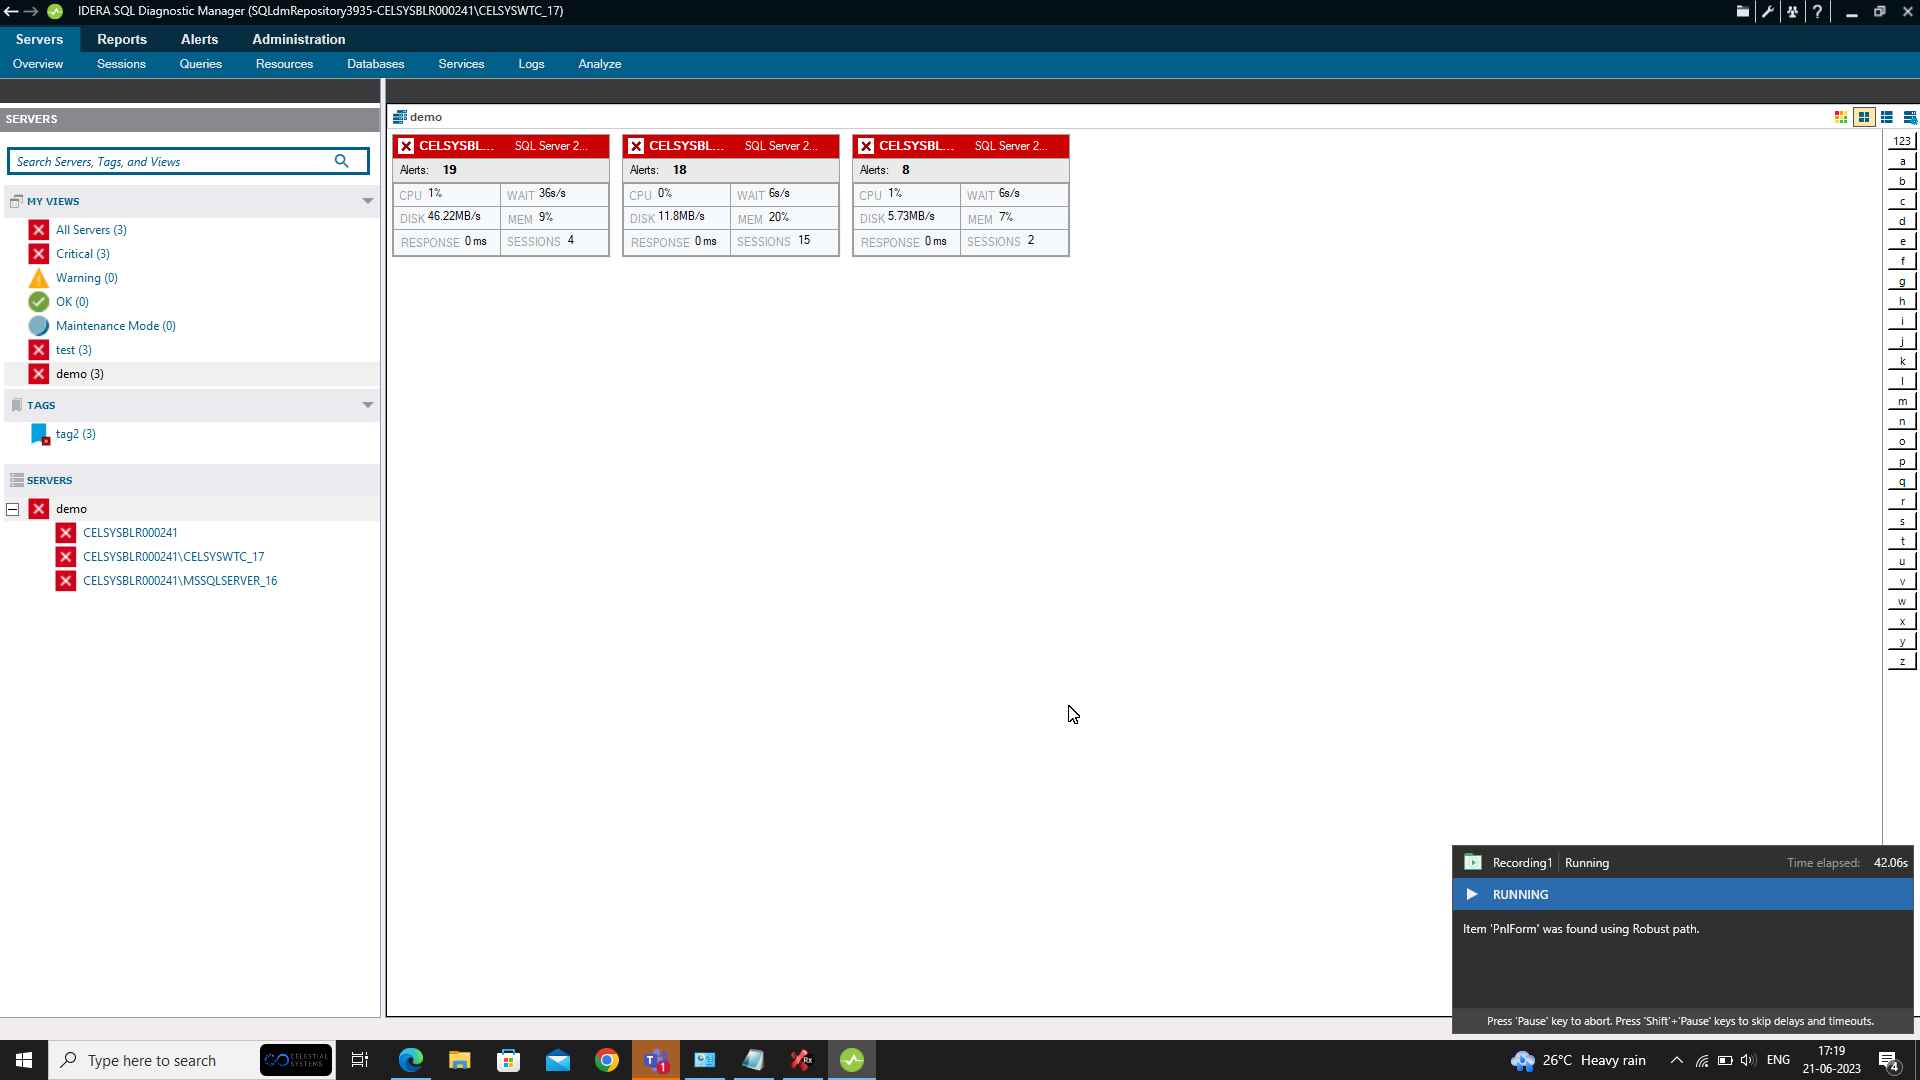 IDERA SQL Diagnostic Manager (SQLdmRepository3935-CELSYSBLR000241\CELSYSWTC_17)
Servers Reports Alerts Administration
Overview Sessions Queries Resources Databases Services Logs Analyze
SERVERS
Search Servers, Tags, and Views
MY VIEWS
All Servers (3)
Critical (3)
Warning (0)
OK (0)
Maintenance Mode (0)
test (3)
demo (3)
TAGS
tag2 (3)
SERVERS
demo
CELSYSBLR000241
CELSYSBLR000241\CELSYSWTC_17
CELSYSBLR000241\MSSQLSERVER_16
demo
CELSYSBL... SQL Server 2...
Alerts: 19
CPU 1% WAIT 36s/s
DISK 46.22MB/s MEM 9%
RESPONSE 0 ms SESSIONS 4
CELSYSBL... SQL Server 2...
Alerts: 18
CPU 0% WAIT 6s/s
DISK 11.8MB/s MEM 20%
RESPONSE 0 ms SESSIONS 15
CELSYSBL... SQL Server 2...
Alerts: 8
CPU 1% WAIT 6s/s
DISK 5.73MB/s MEM 7%
RESPONSE 0 ms SESSIONS 2
123
a
b
c
d
e
f
g
h
i
j
k
l
m
n
o
p
q
r
s
t
u
v
w
x
y
z
Recording1 Running Time elapsed: 42.06s
RUNNING
Item 'PnlForm' was found using Robust path.
Press 'Pause' key to abort. Press 'Shift'+'Pause' keys to skip delays and timeouts.
Type here to search
CELESTIAL
SYSTEMS
1
26°C Heavy rain
ENG
17:19
21-06-2023
4